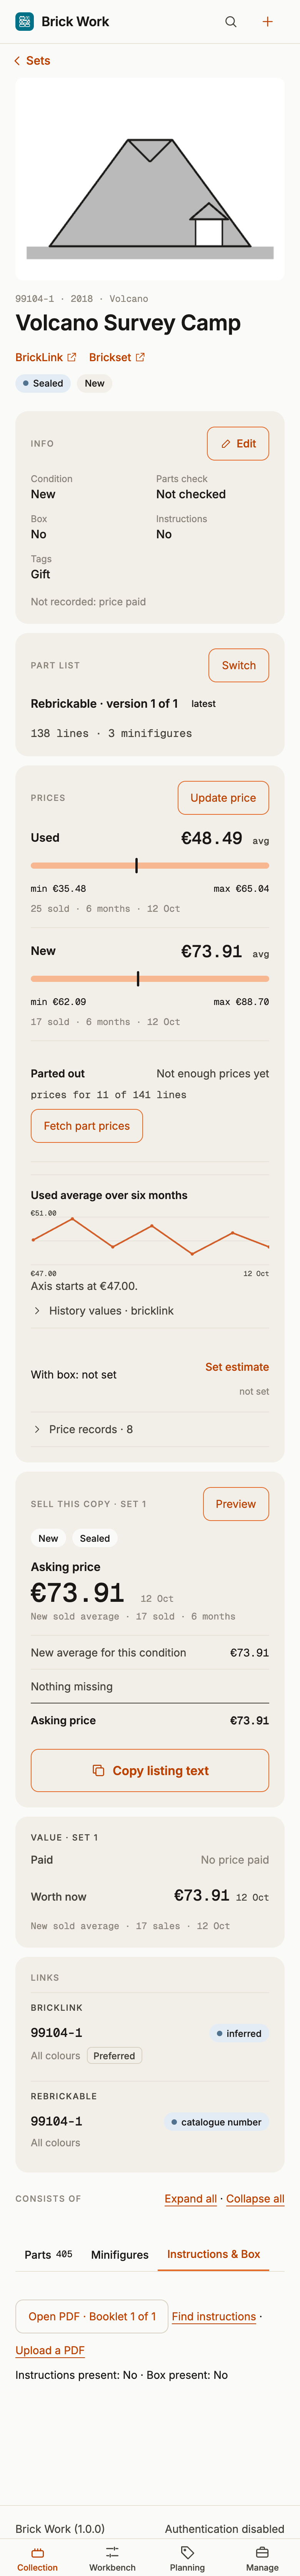 Brick Work
Sets
99104-1 · 2018 · Volcano
Volcano Survey Camp
BrickLink Brickset
Sealed New
INFO Edit
Condition Parts check
New Not checked
Box Instructions
No No
Tags
Gift
Not recorded: price paid
PART LIST Switch
Rebrickable · version 1 of 1 latest
138 lines · 3 minifigures
PRICES Update price
Used €48.49 avg
min €35.48 max €65.04
25 sold · 6 months · 12 Oct
New €73.91 avg
min €62.09 max €88.70
17 sold · 6 months · 12 Oct
Parted out Not enough prices yet
prices for 11 of 141 lines
Fetch part prices
Used average over six months
€51.00
€47.00 12 Oct
Axis starts at €47.00.
History values · bricklink
With box: not set Set estimate
not set
Price records · 8
SELL THIS COPY · SET 1 Preview
New Sealed
Asking price
€73.91 12 Oct
New sold average · 17 sold · 6 months
New average for this condition €73.91
Nothing missing
Asking price €73.91
Copy listing text
VALUE · SET 1
Paid No price paid
Worth now €73.91 12 Oct
New sold average · 17 sales · 12 Oct
LINKS
BRICKLINK
99104-1 inferred
All colours Preferred
REBRICKABLE
99104-1 catalogue number
All colours
CONSISTS OF Expand all · Collapse all
Parts 405 Minifigures Instructions & Box
Open PDF · Booklet 1 of 1 Find instructions ·
Upload a PDF
Instructions present: No · Box present: No
Brick Work (1.0.0) Authentication disabled
Collection Workbench Planning Manage